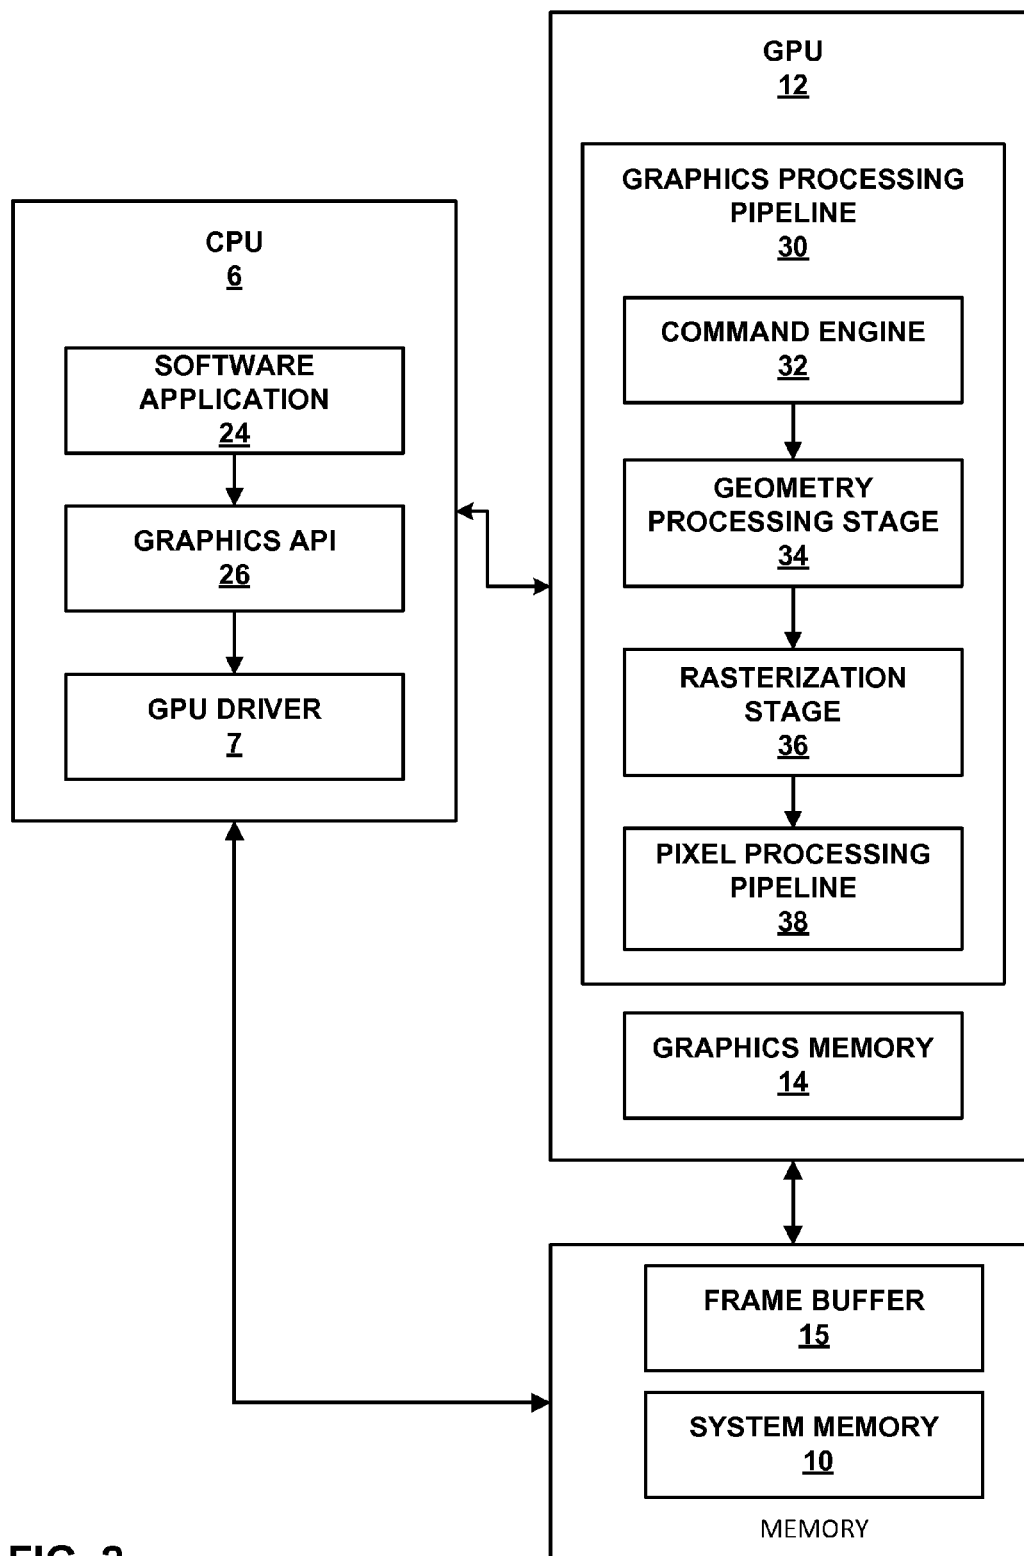 GPU
12
GRAPHICS PROCESSING
PIPELINE
30
COMMAND ENGINE
32
GEOMETRY
PROCESSING STAGE
34
RASTERIZATION
STAGE
36
PIXEL PROCESSING
PIPELINE
38
GRAPHICS MEMORY
14
CPU
6
SOFTWARE
APPLICATION
24
GRAPHICS API
26
GPU DRIVER
7
FRAME BUFFER
15
SYSTEM MEMORY
10
MEMORY
FIG.